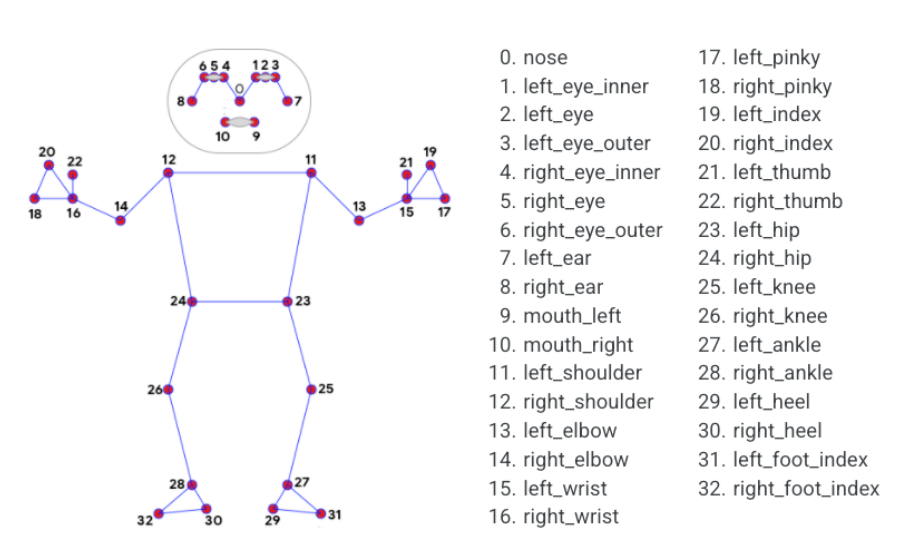 6 5 4 1 2 3
0
8 7
10 9
20 22 12 11 21 19
18 16 14 13 15 17
24 23
26 25
28 27
32 30 29 31
0. nose
1. left_eye_inner
2. left_eye
3. left_eye_outer
4. right_eye_inner
5. right_eye
6. right_eye_outer
7. left_ear
8. right_ear
9. mouth_left
10. mouth_right
11. left_shoulder
12. right_shoulder
13. left_elbow
14. right_elbow
15. left_wrist
16. right_wrist
17. left_pinky
18. right_pinky
19. left_index
20. right_index
21. left_thumb
22. right_thumb
23. left_hip
24. right_hip
25. left_knee
26. right_knee
27. left_ankle
28. right_ankle
29. left_heel
30. right_heel
31. left_foot_index
32. right_foot_index